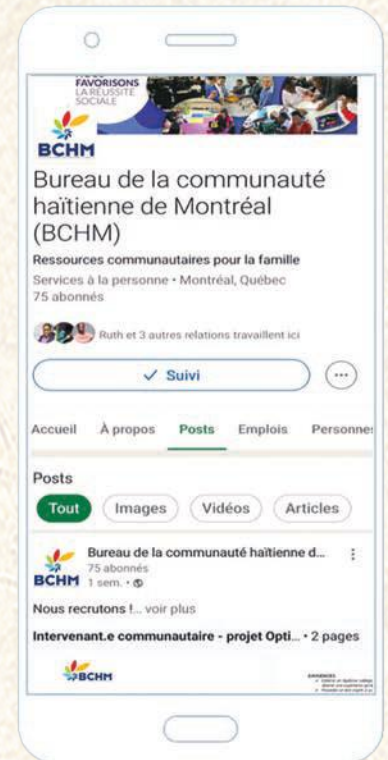 FAVORISONS
LA RÉUSSITE
SOCIALE
BCHM
Bureau de la communauté
haïtienne de Montréal
(BCHM)
Ressources communautaires pour la famille
Services à la personne • Montréal, Québec
75 abonnés
Ruth et 3 autres relations travaillent ici
✓ Suivi
Accueil À propos Posts Emplois Personnes
Posts
Tout Images Vidéos Articles
Bureau de la communauté haïtienne d...
75 abonnés
BCHM
1 sem. •
Nous recrutons !... voir plus
Intervenant.e communautaire - projet Opti... • 2 pages
BCHM
EXIGENCES